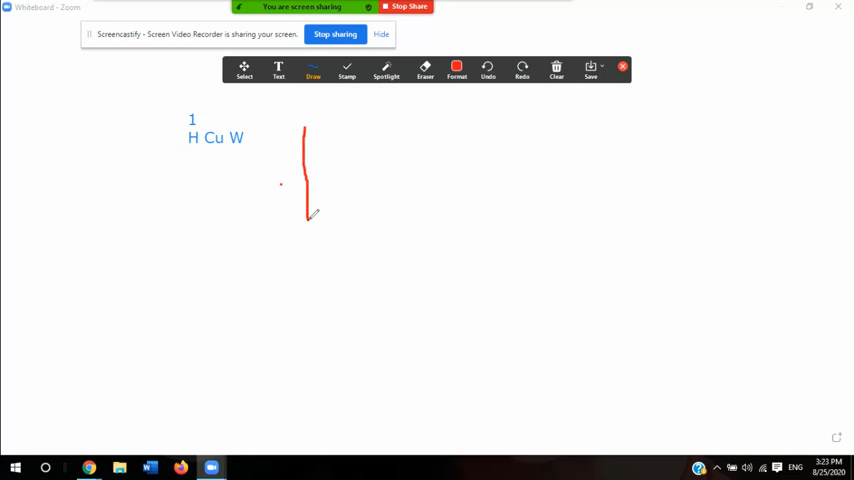 Whiteboard - Zoom
You are screen sharing
Stop Share
Screencastify - Screen Video Recorder is sharing your screen.
Stop sharing
Hide
Select
Text
Draw
Stamp
Spotlight
Eraser
Format
Undo
Redo
Clear
Save
1
H Cu W
ENG
3:23 PM
8/25/2020